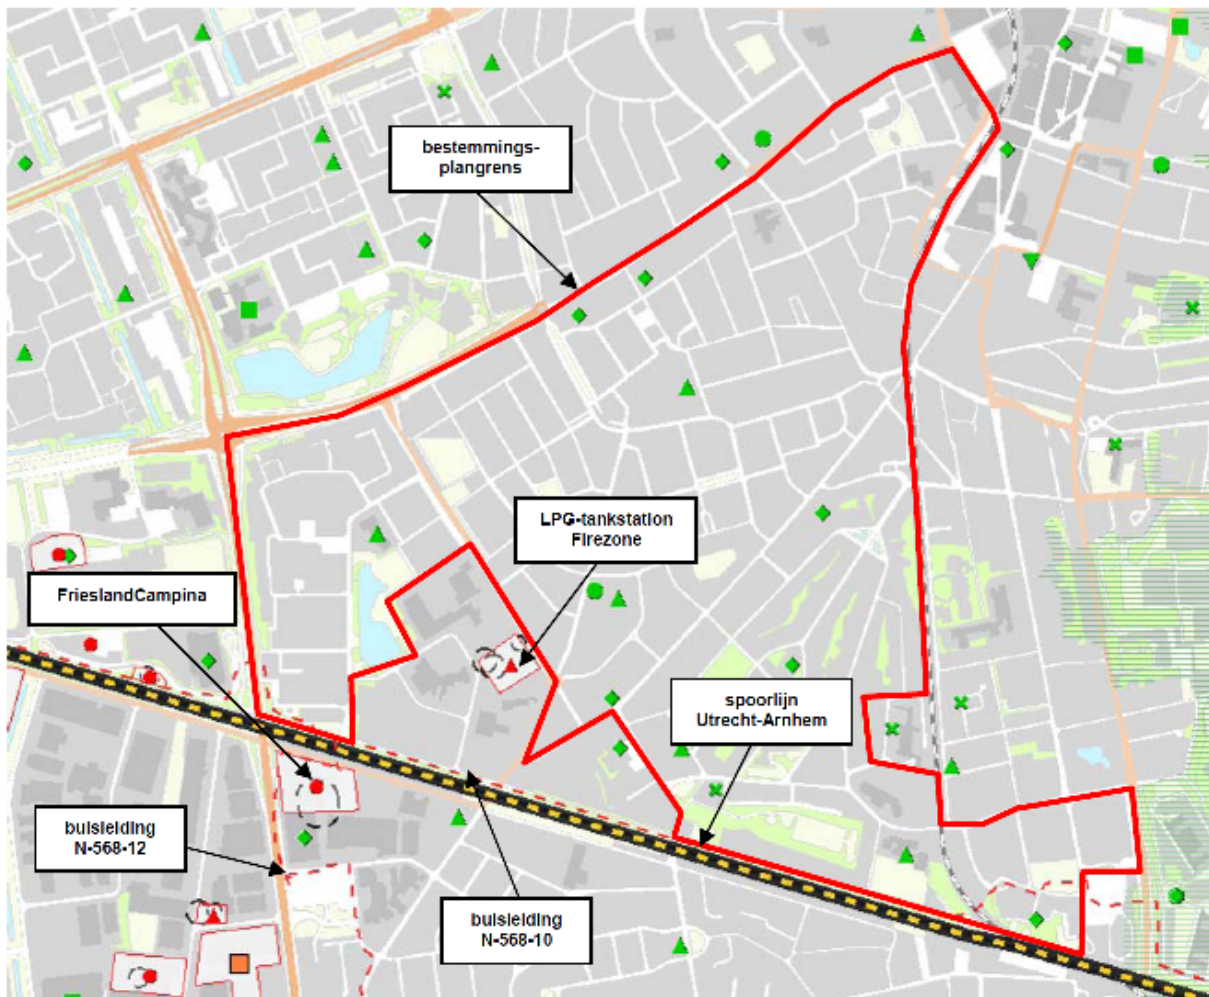 bestemmings-
plangrens
LPG-tankstation
Firezone
FrieslandCampina
spoorlijn
Utrecht-Arnhem
buisleiding
N-568-12
buisleiding
N-568-10